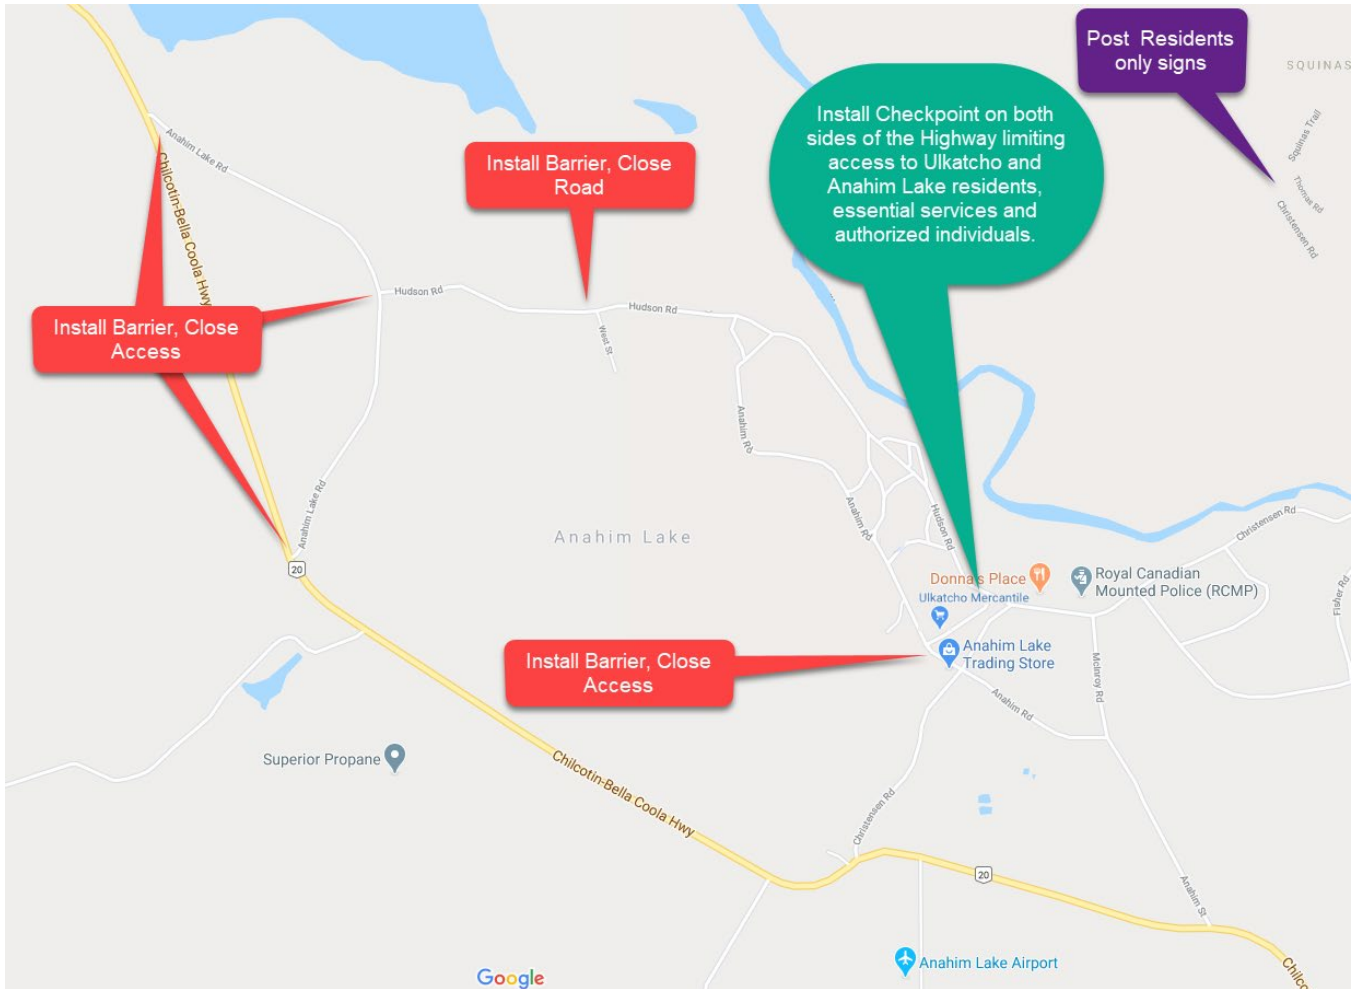 Post Residents
only signs
SQUINAS
Squinas Trail
Thomas Rd
Christensen Rd
Install Checkpoint on both
sides of the Highway limiting
access to Ulkatcho and
Anahim Lake residents,
essential services and
authorized individuals.
Anahim Lake Rd
Install Barrier, Close
Road
Chilcotin-Bella Coola Hwy
Hudson Rd
Hudson Rd
West St
Install Barrier, Close
Access
Anahim Rd
Anahim Lake Rd
Anahim Rd
Hudson Rd
Christensen Rd
Anahim Lake
20
Donna's Place
Ulkatcho Mercantile
Royal Canadian
Mounted Police (RCMP)
Fisher Rd
Install Barrier, Close
Access
Anahim Lake
Trading Store
McInroy Rd
Anahim Rd
Superior Propane
Chilcotin-Bella Coola Hwy
Christensen Rd
20
Anahim St
Anahim Lake Airport
Google